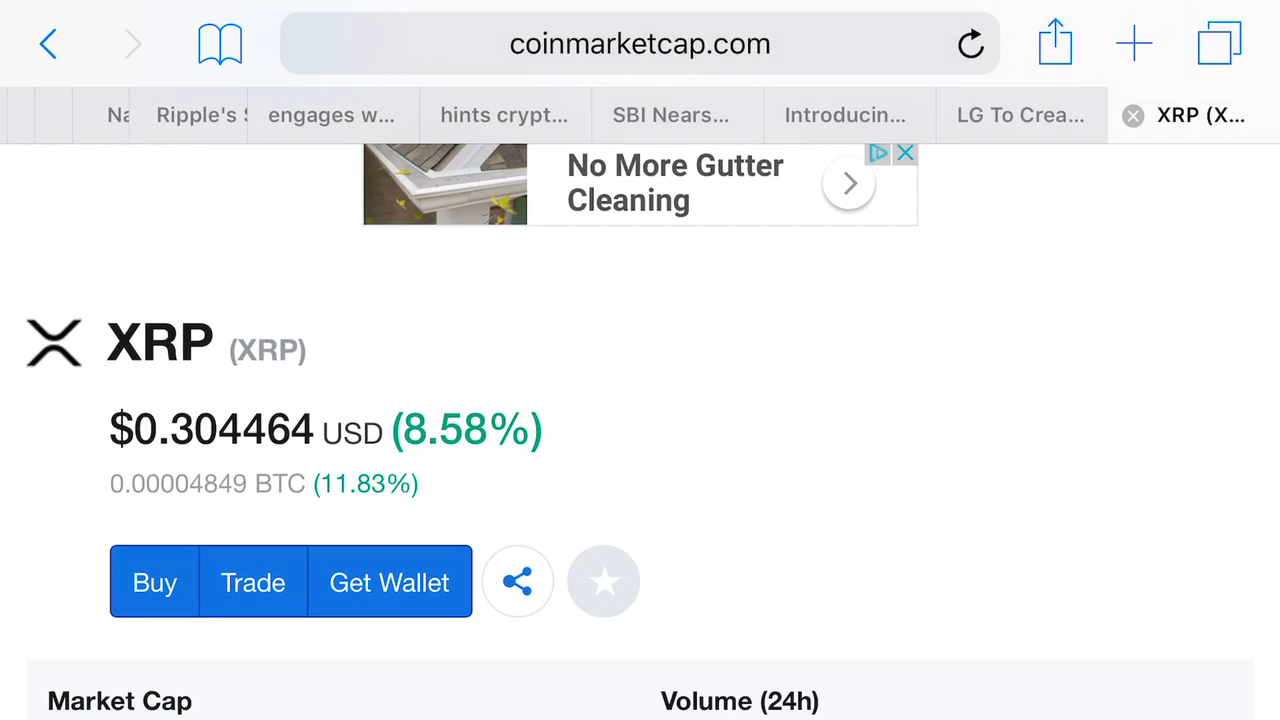 coinmarketcap.com
Na
Ripple's S
engages w...
hints crypt...
SBI Nears...
Introducin...
LG To Crea...
XRP (X...
No More Gutter
Cleaning
XRP (XRP)
$0.304464 USD (8.58%)
0.00004849 BTC (11.83%)
Buy
Trade
Get Wallet
Market Cap
Volume (24h)